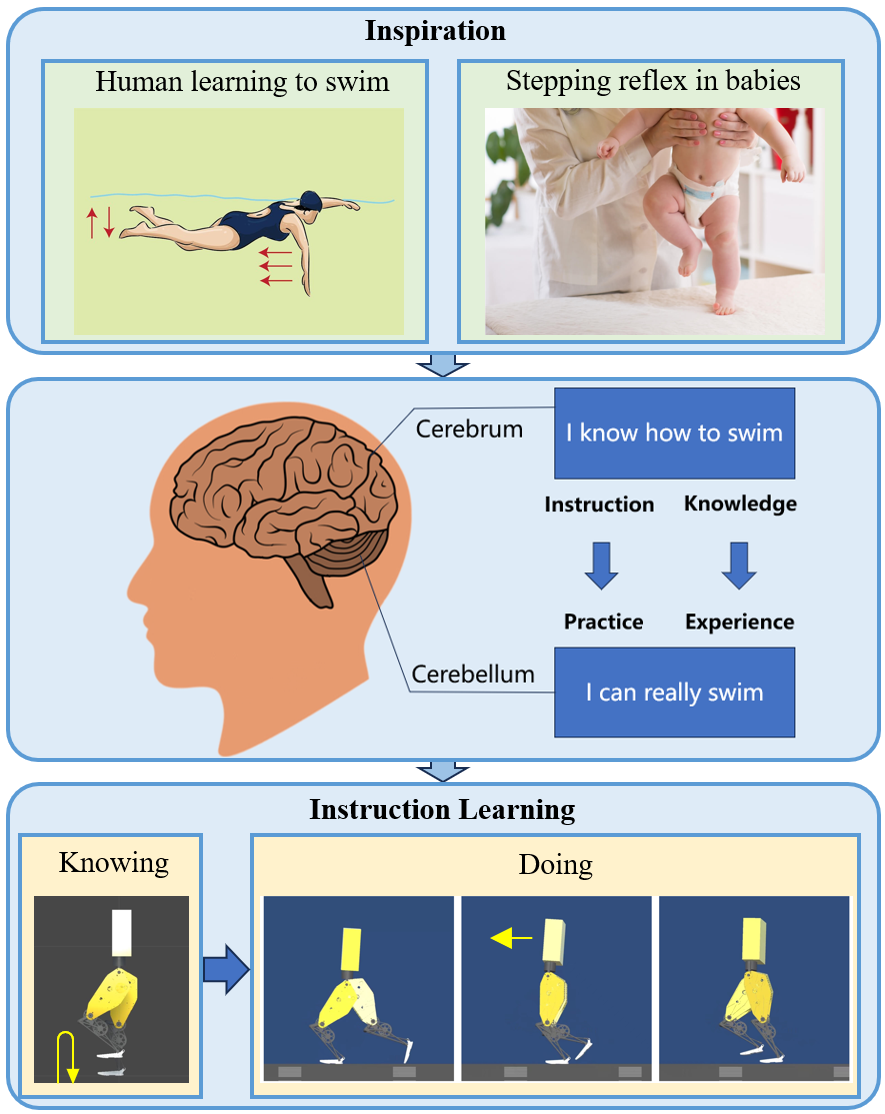 Inspiration
Human learning to swim
Stepping reflex in babies
Cerebrum
I know how to swim
Instruction
Knowledge
Practice
Experience
Cerebellum
I can really swim
Instruction Learning
Knowing
Doing